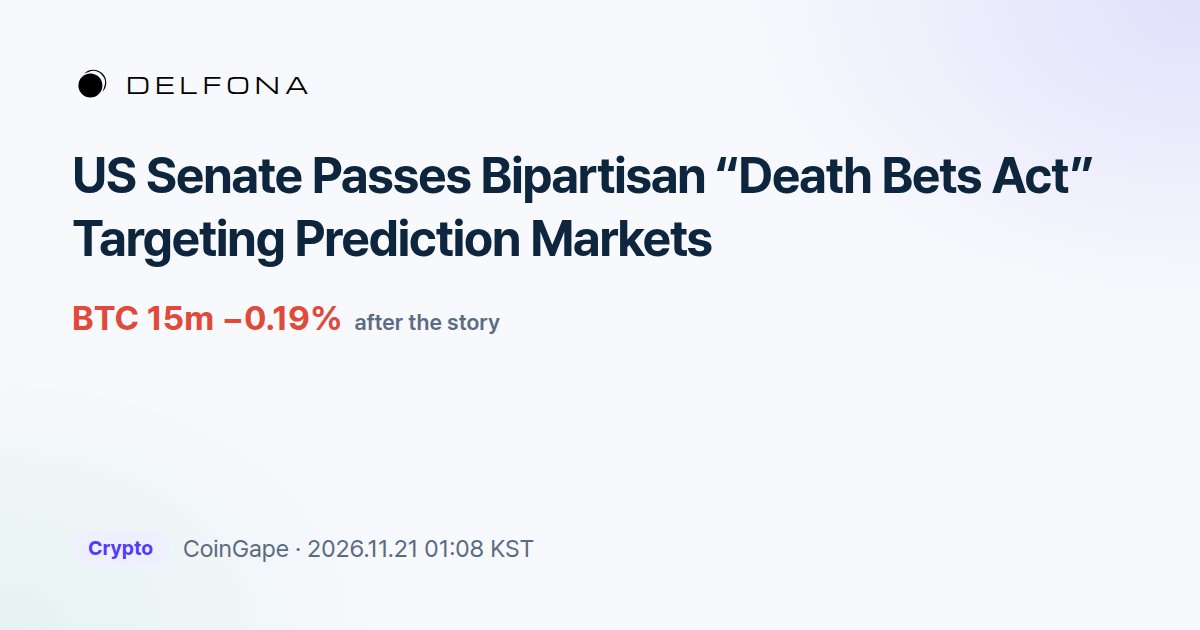 DELFONA
US Senate Passes Bipartisan “Death Bets Act”
Targeting Prediction Markets
BTC 15m −0.19% after the story
Crypto CoinGape · 2026.11.21 01:08 KST